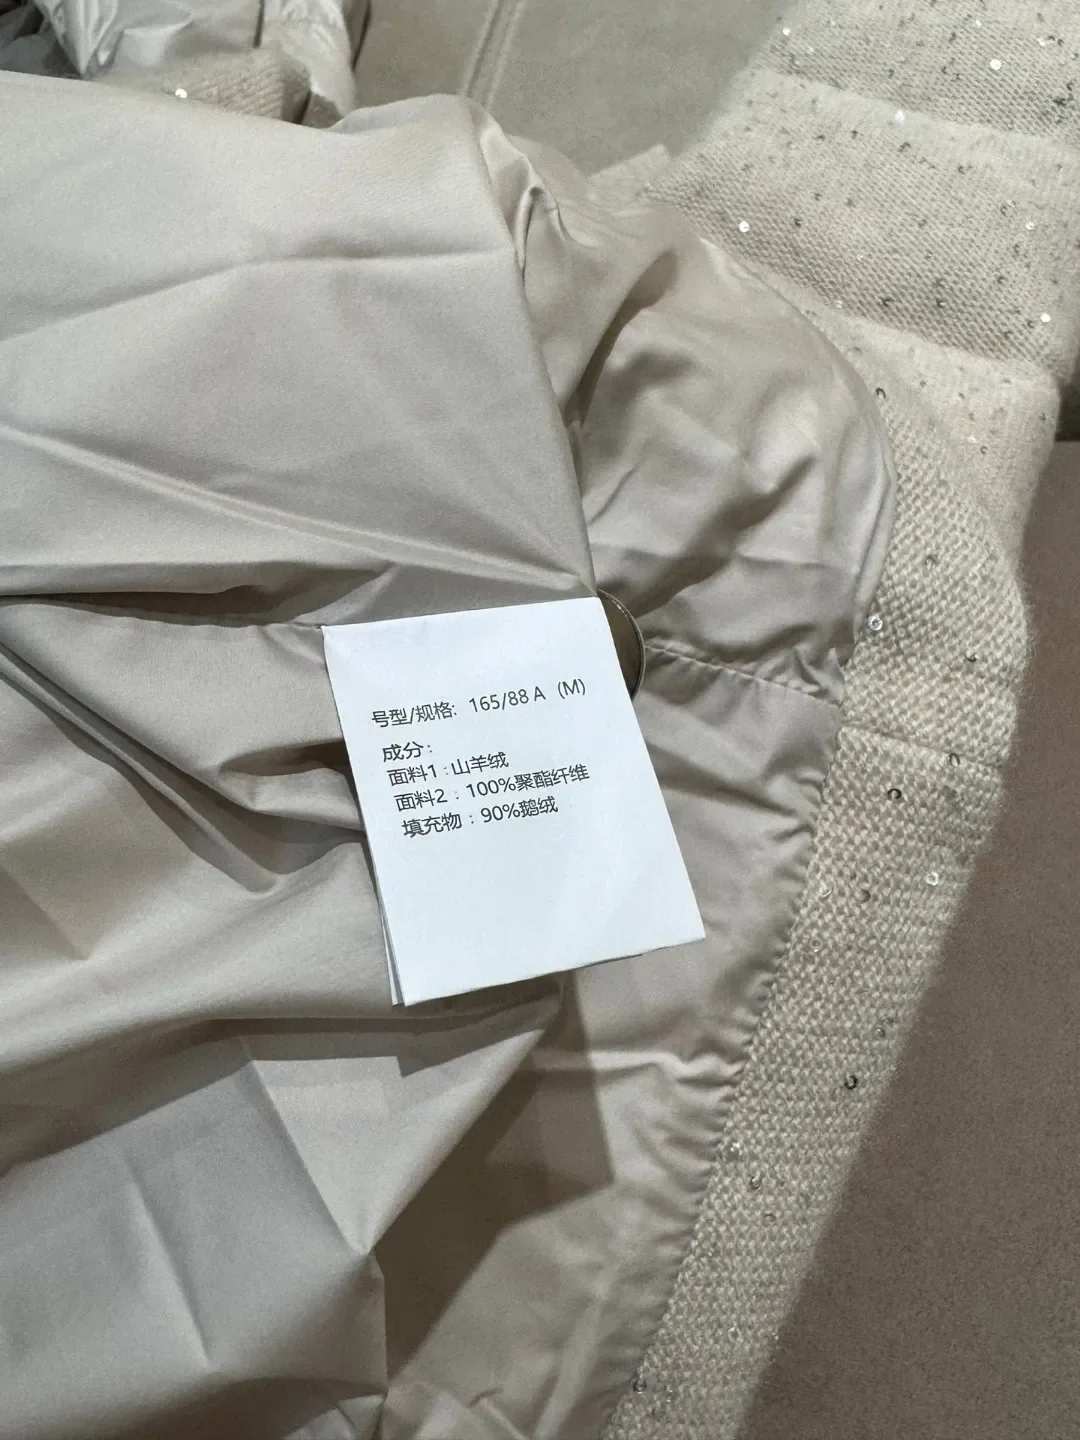 号型/规格: 165/88 A (M)
成分:
面料1:山羊绒
面料2:100%聚酯纤维
填充物:90%鹅绒